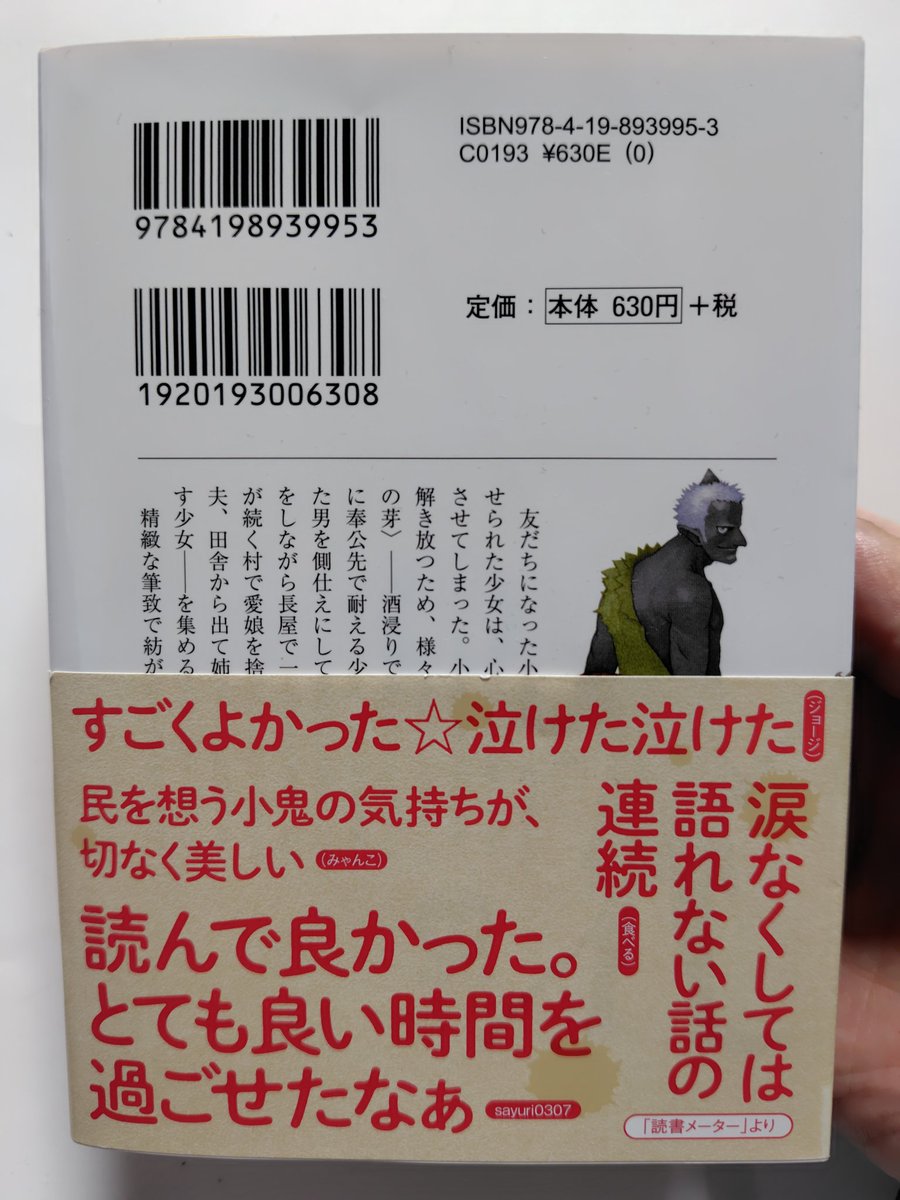 9784198939953
ISBN978-4-19-893995-3
C0193 ¥630E (0)
1920193006308
定価：本体 630円＋税
友だちになった小
せられた少女は、心
させてしまった。小
解き放つため、様々
の芽〉――酒浸りで
に奉公先で耐える少
た男を側仕えにして
をしながら長屋で一
が続く村で愛娘を捨
夫、田舎から出て姉
す少女――を集める
精緻な筆致で紡が
すごくよかった☆泣けた泣けた
(ジョージ)
涙なくしては
語れない話の
連続
(食べる)
民を想う小鬼の気持ちが、
切なく美しい (みゃんこ)
読んで良かった。
とても良い時間を
過ごせたなぁ sayuri0307
「読書メーター」より